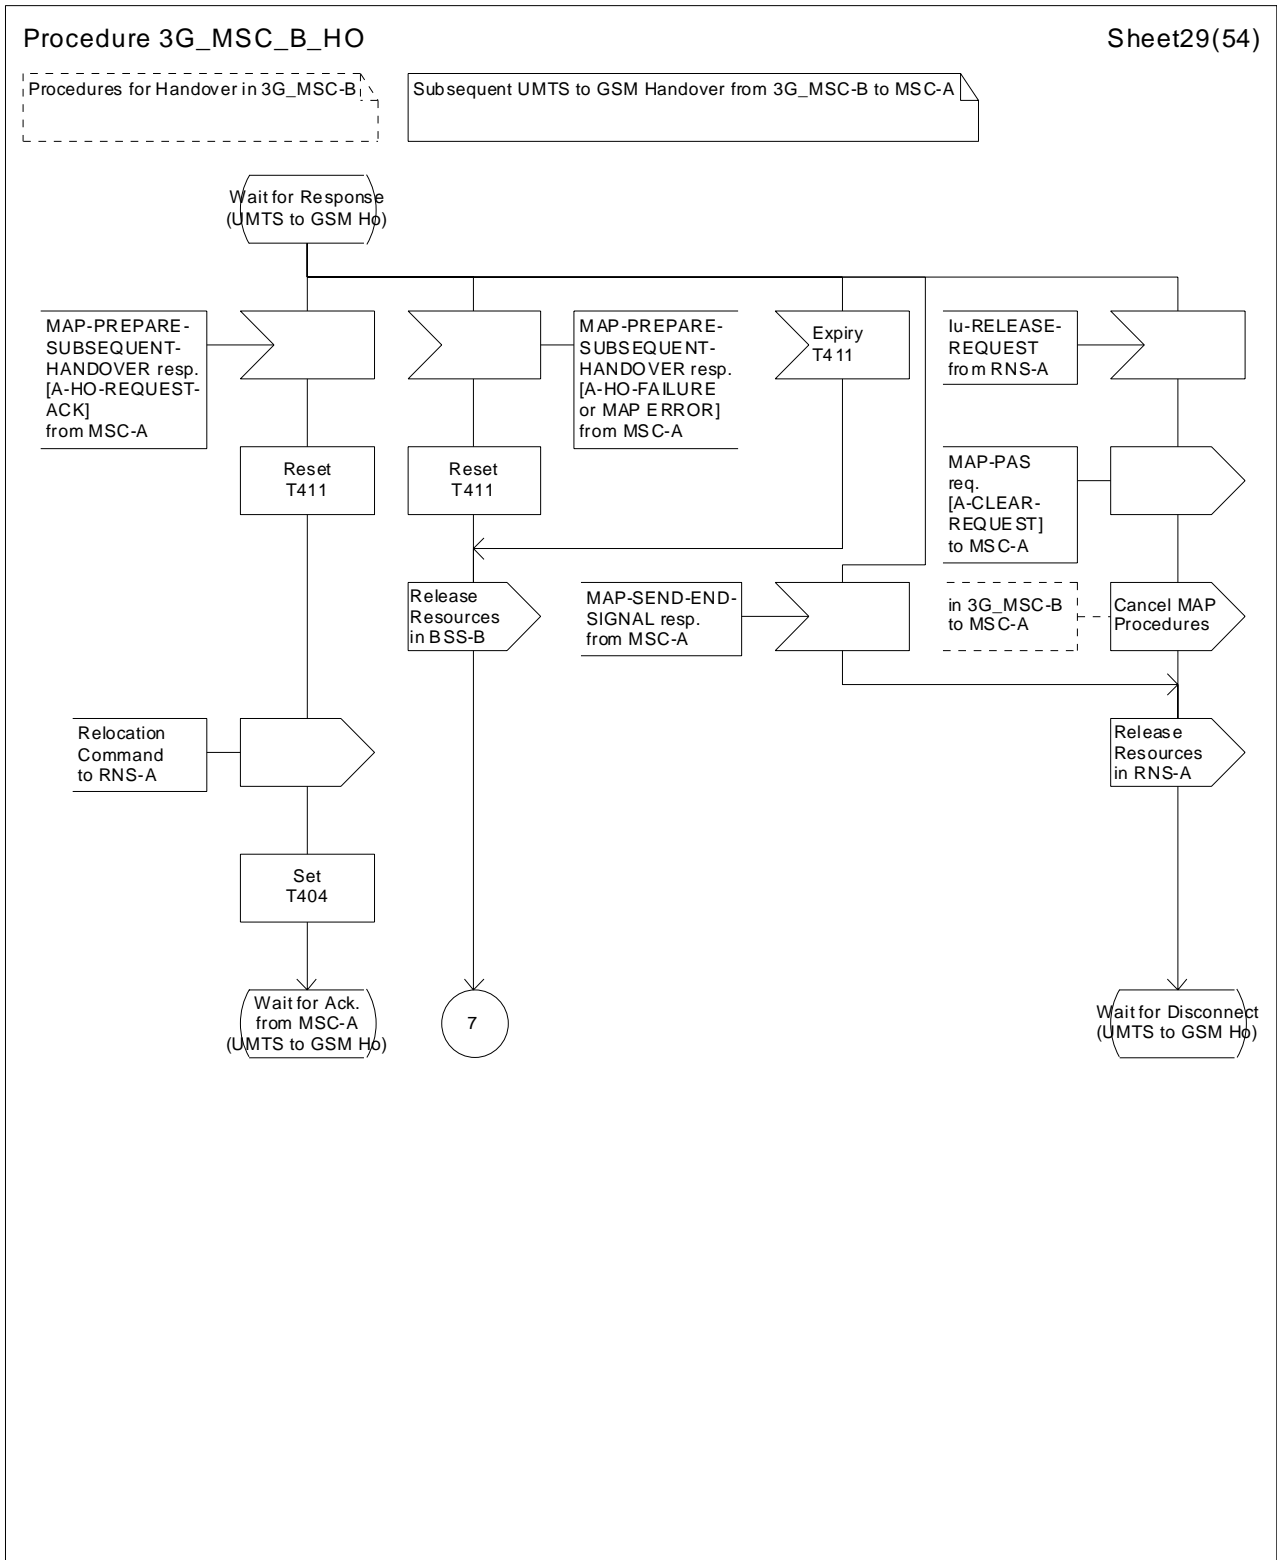 Procedure 3G_MSC_B_HO
Sheet29(54)
Procedures for Handover in 3G_MSC-B
Subsequent UMTS to GSM Handover from 3G_MSC-B to MSC-A
Wait for Response
(UMTS to GSM Ho)
MAP-PREPARE-
SUBSEQUENT-
HANDOVER resp.
[A-HO-REQUEST-
ACK]
from MSC-A
MAP-PREPARE-
SUBSEQUENT-
HANDOVER resp.
[A-HO-FAILURE
or MAP ERROR]
from MSC-A
Expiry
T411
Iu-RELEASE-
REQUEST
from RNS-A
Reset
T411
Reset
T411
MAP-PAS
req.
[A-CLEAR-
REQUEST]
to MSC-A
Release
Resources
in BSS-B
MAP-SEND-END-
SIGNAL resp.
from MSC-A
in 3G_MSC-B
to MSC-A
Cancel MAP
Procedures
Relocation
Command
to RNS-A
Release
Resources
in RNS-A
Set
T404
Wait for Ack.
from MSC-A
(UMTS to GSM Ho)
7
Wait for Disconnect
(UMTS to GSM Ho)